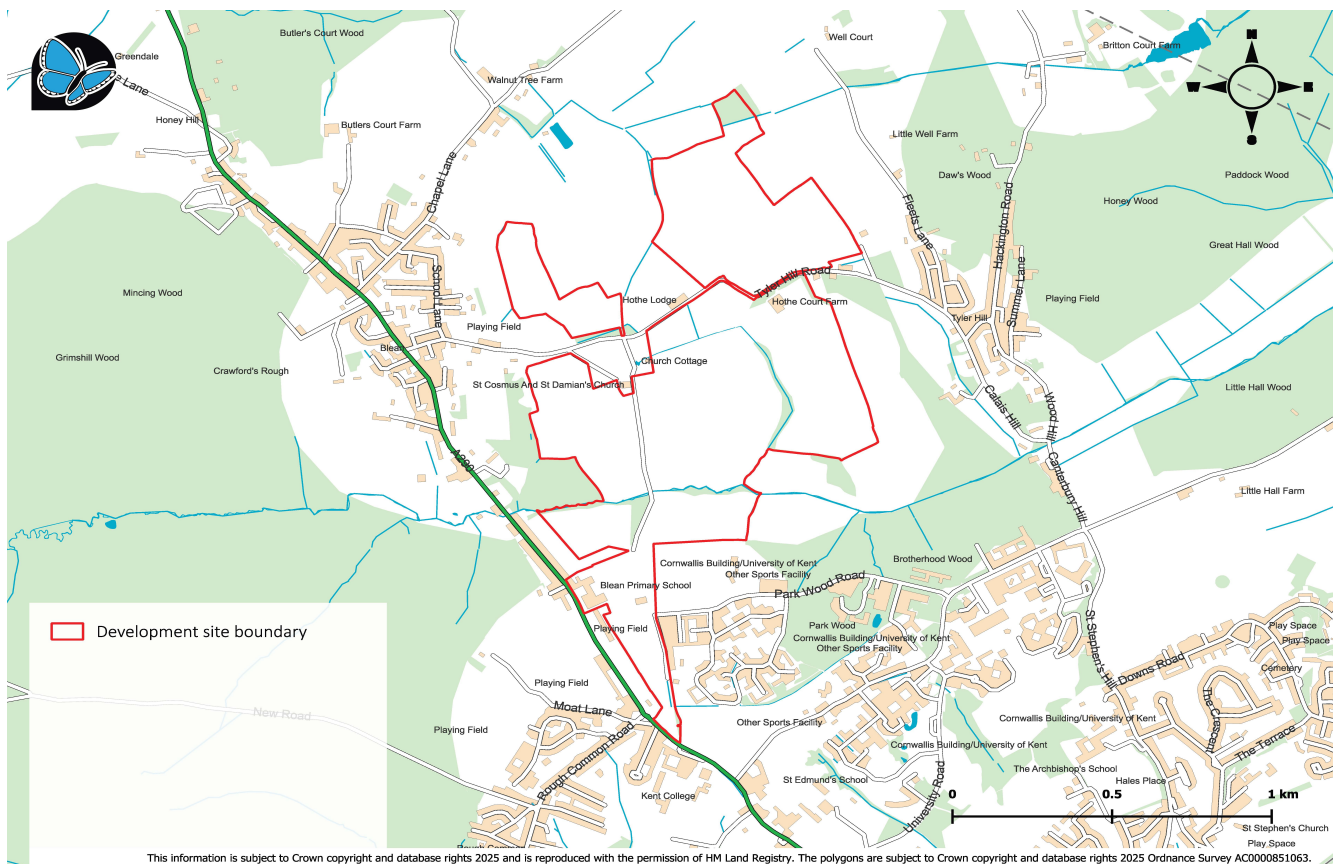 Butler's Court Wood
Greendale
e Lane
Well Court
Britton Court Farm
N
W
E
S
Walnut Tree Farm
Honey Hill
Butlers Court Farm
Little Well Farm
Daw's Wood
Paddock Wood
Chapel Lane
Fleets Lane
Hackington Road
Honey Wood
Great Hall Wood
School Lane
Tyler Hill Road
Summer Lane
Mincing Wood
Hothe Lodge
Hothe Court Farm
Playing Field
Playing Field
Tyler Hill
Blean
Grimshill Wood
Crawford's Rough
Church Cottage
St Cosmus And St Damian's Church
Little Hall Wood
Calais Hill
Wood Hill
A290
Canterbury Hill
Little Hall Farm
Cornwallis Building/University of Kent
Other Sports Facility
Brotherhood Wood
Blean Primary School
Park Wood Road
Development site boundary
Playing Field
Park Wood
Cornwallis Building/University of Kent
Other Sports Facility
St Stephen's Hill
Play Space
Play Space
Downs Road
Cemetery
Playing Field
New Road
Moat Lane
Playing Field
Other Sports Facility
Cornwallis Building/University of Kent
The Crescent
The Terrace
Cornwallis Building/University of Kent
Rough Common Road
St Edmund's School
The Archbishop's School
Hales Place
Kent College
University Road
0
0.5
1 km
St Stephen's Church
Play Space
Rough Common
This information is subject to Crown copyright and database rights 2025 and is reproduced with the permission of HM Land Registry. The polygons are subject to Crown copyright and database rights 2025 Ordnance Survey AC0000851063.